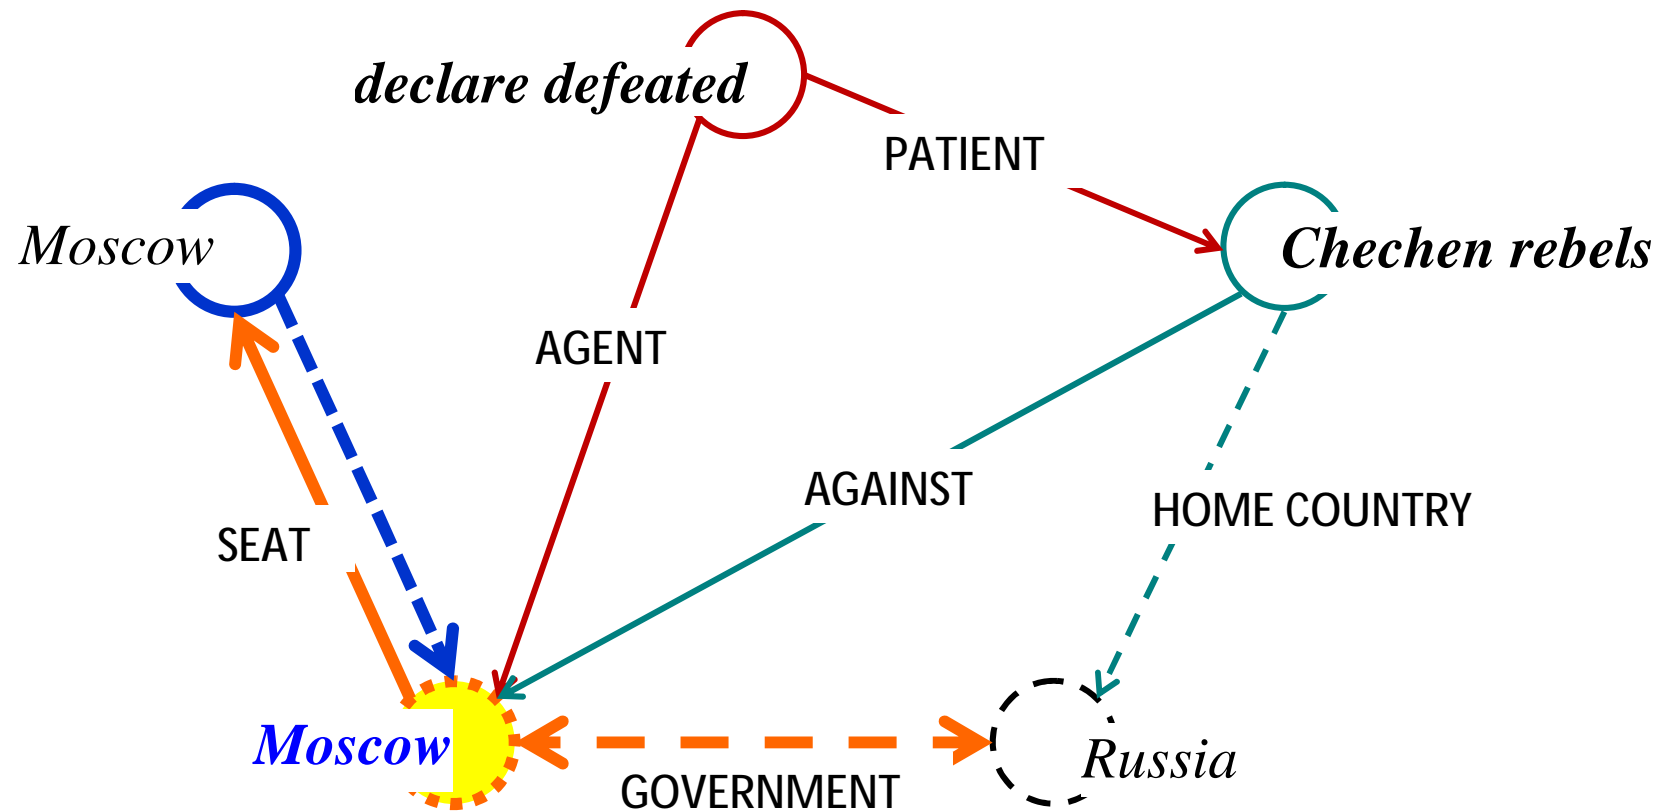 declare defeated
PATIENT
Moscow
Chechen rebels
AGENT
AGAINST
HOME COUNTRY
SEAT
Moscow
Russia
GOVERNMENT